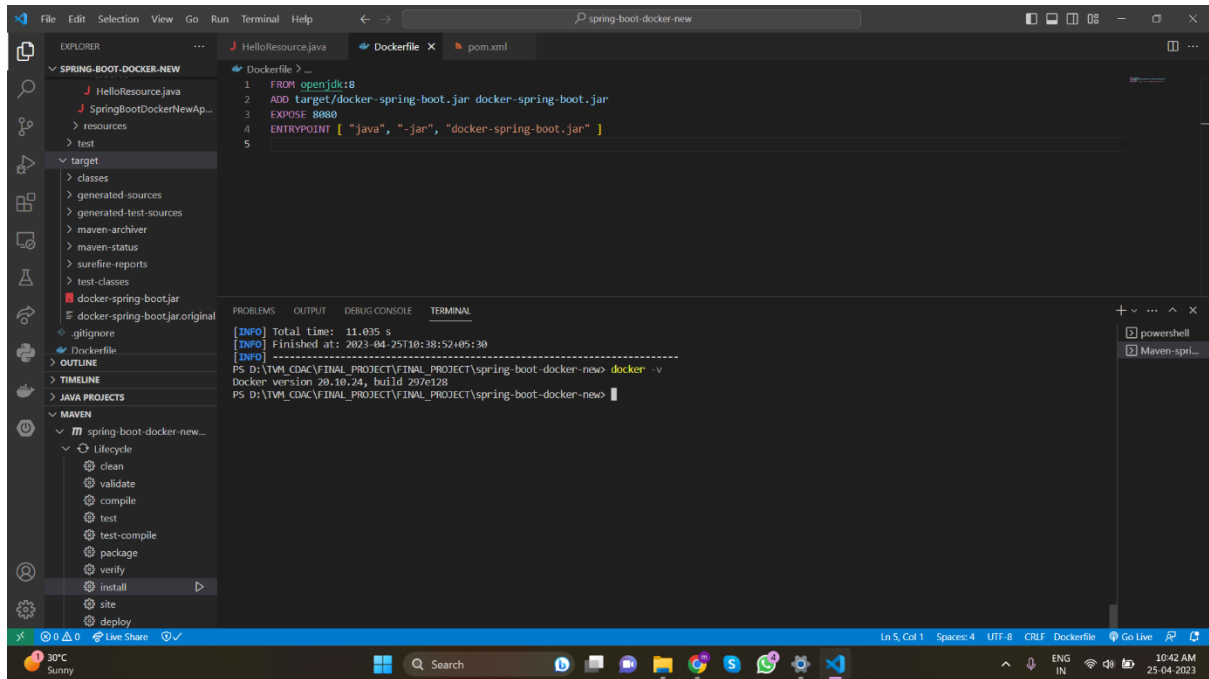 File Edit Selection View Go Run Terminal Help
spring-boot-docker-new
EXPLORER
SPRING-BOOT-DOCKER-NEW
HelloResource.java
SpringBootDockerNewAp...
resources
test
target
classes
generated-sources
generated-test-sources
maven-archiver
maven-status
surefire-reports
test-classes
docker-spring-boot.jar
docker-spring-boot.jar.original
.gitignore
Dockerfile
OUTLINE
TIMELINE
JAVA PROJECTS
MAVEN
spring-boot-docker-new...
Lifecycle
clean
validate
compile
test
test-compile
package
verify
install
site
deploy
HelloResource.java Dockerfile pom.xml
Dockerfile > ...
1 FROM openjdk:8
2 ADD target/docker-spring-boot.jar docker-spring-boot.jar
3 EXPOSE 8080
4 ENTRYPOINT [ "java", "-jar", "docker-spring-boot.jar" ]
5
PROBLEMS OUTPUT DEBUG CONSOLE TERMINAL
[INFO] Total time: 11.035 s
[INFO] Finished at: 2023-04-25T10:38:52+05:30
[INFO] ------------------------------------------------------------------------
PS D:\TVM_CDAC\FINAL_PROJECT\FINAL_PROJECT\spring-boot-docker-new> docker -v
Docker version 20.10.24, build 297e128
PS D:\TVM_CDAC\FINAL_PROJECT\FINAL_PROJECT\spring-boot-docker-new>
powershell
Maven-spri...
0 0 Live Share
Ln 5, Col 1 Spaces: 4 UTF-8 CRLF Dockerfile Go Live
1
30°C
Sunny
Search
4
ENG
IN
10:42 AM
25-04-2023